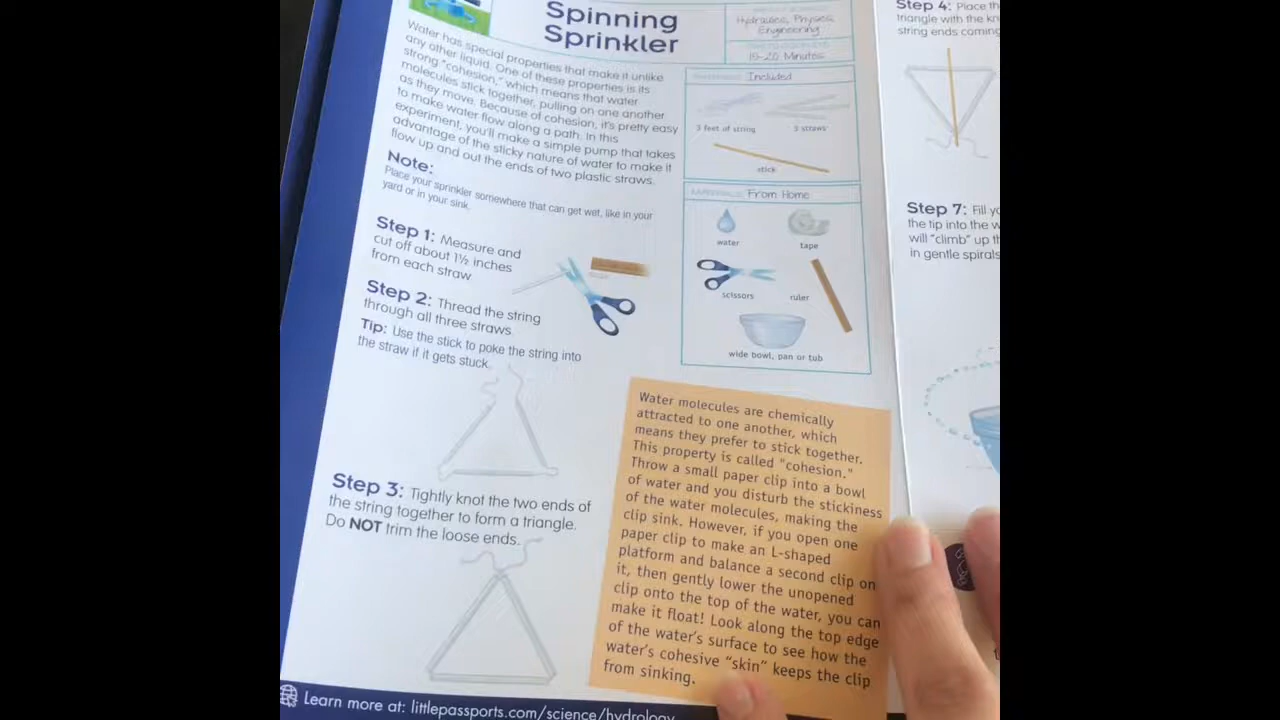 Spinning
Sprinkler
Hydraulics, Physics,
Engineering
15-20 Minutes
Water has special properties that make it unlike
any other liquid. One of these properties is its
strong "cohesion," which means that water
molecules stick together, pulling on one another
as they move. Because of cohesion, it's pretty easy
to make water flow along a path. In this
experiment, you'll make a simple pump that takes
advantage of the sticky nature of water to make it
flow up and out the ends of two plastic straws.
Note:
Place your sprinkler somewhere that can get wet, like in your
yard or in your sink.
Step 1: Measure and
cut off about 1½ inches
from each straw
Step 2: Thread the string
through all three straws.
Tip: Use the stick to poke the string into
the straw if it gets stuck.
Step 3: Tightly knot the two ends of
the string together to form a triangle.
Do NOT trim the loose ends.
Included
3 feet of string
3 straws
stick
MATERIALS: From Home
water
tape
scissors
ruler
wide bowl, pan or tub
Water molecules are chemically
attracted to one another, which
means they prefer to stick together.
This property is called "cohesion."
Throw a small paper clip into a bowl
of water and you disturb the stickiness
of the water molecules, making the
clip sink. However, if you open one
paper clip to make an L-shaped
platform and balance a second clip on
it, then gently lower the unopened
clip onto the top of the water, you can
make it float! Look along the top edge
of the water's surface to see how the
water's cohesive "skin" keeps the clip
from sinking.
Learn more at: littlepassports.com/science/hydrology
Step 4: Place th
triangle with the kn
string ends coming
Step 7: Fill yo
the tip into the w
will "climb" up th
in gentle spirals